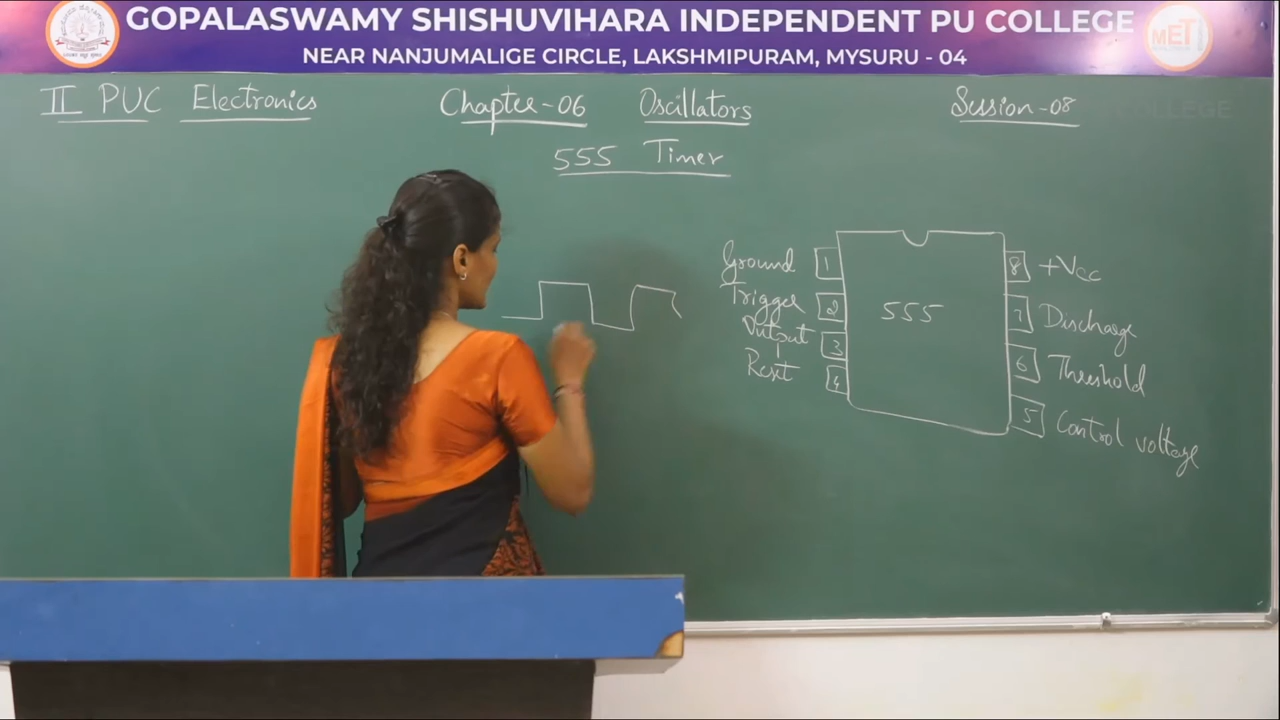 GOPALASWAMY SHISHUVIHARA INDEPENDENT PU COLLEGE
NEAR NANJUMALIGE CIRCLE, LAKSHMIPURAM, MYSURU - 04
MET
II PUC Electronics Chapter-06 Oscillators Session-08
COLLEGE
555 Timer
Ground 1 8 +Vcc
Trigger 2 555 7 Discharge
Output 3 6 Threshold
Reset 4 5 Control voltage